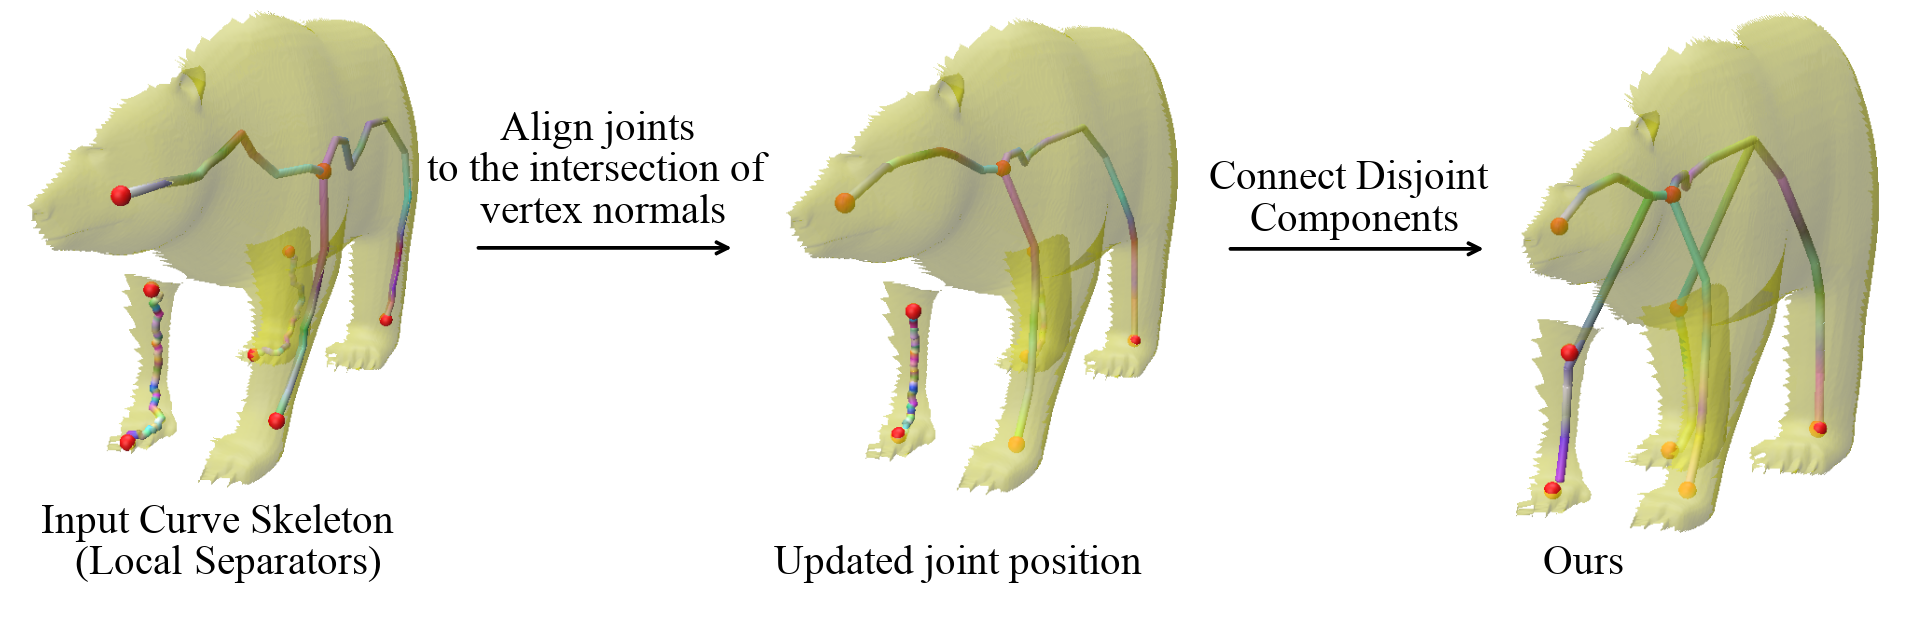 Align joints
to the intersection of
vertex normals
Connect Disjoint
Components
Input Curve Skeleton
(Local Separators)
Updated joint position
Ours